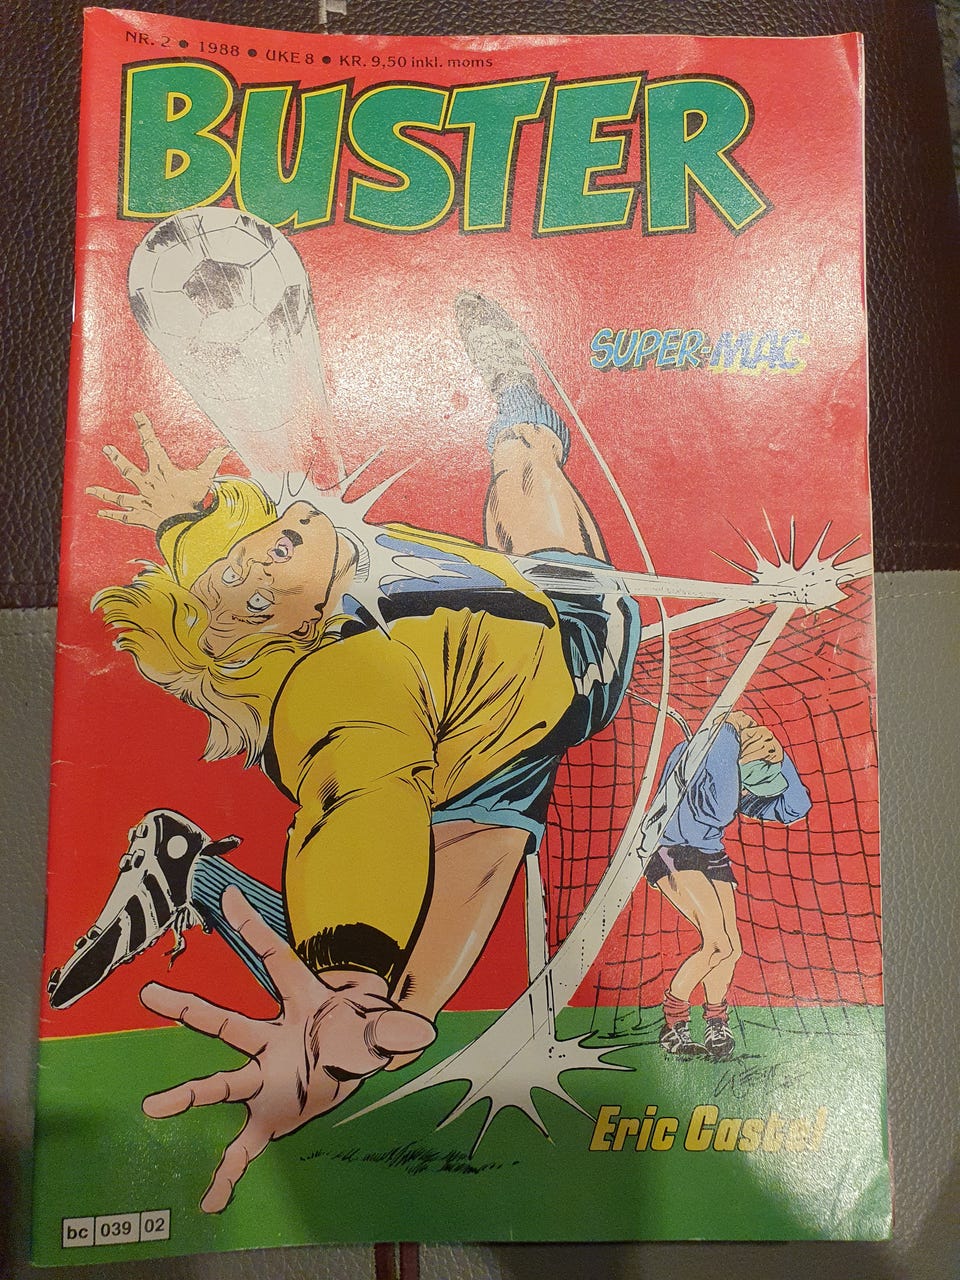 NR. 2 • 1988 • UKE 8 • KR. 9,50 inkl. moms
BUSTER
SUPER-MAC
Eric Castel
bc 039 02